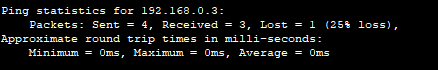 Ping statistics for 192.168.0.3:
Packets: Sent = 4, Received = 3, Lost = 1 (25% loss),
Approximate round trip times in milli-seconds:
Minimum = 0ms, Maximum = 0ms, Average = 0ms